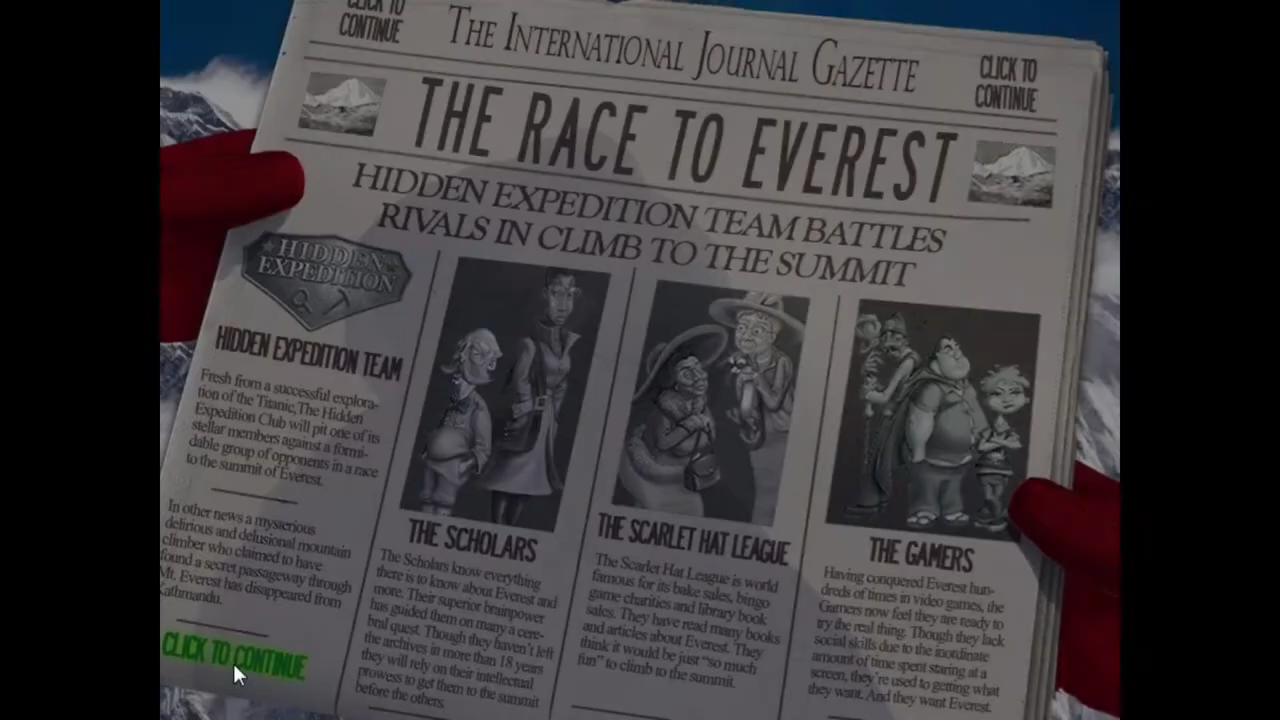 CLICK TO
CONTINUE
THE INTERNATIONAL JOURNAL GAZETTE
CLICK TO
CONTINUE
THE RACE TO EVEREST
HIDDEN EXPEDITION TEAM BATTLES
RIVALS IN CLIMB TO THE SUMMIT
HIDDEN
EXPEDITION
HIDDEN EXPEDITION TEAM
Fresh from a successful explora-
tion of the Titanic, The Hidden
Expedition Club will pit one of its
stellar members against a formi-
dable group of opponents in a race
to the summit of Everest.
In other news a mysterious
delirious and delusional mountain
climber who claimed to have
found a secret passageway through
Mt. Everest has disappeared from
Kathmandu.
CLICK TO CONTINUE
THE SCHOLARS
The Scholars know everything
there is to know about Everest and
more. Their superior brainpower
has guided them on many a cere-
bral quest. Though they haven't left
the archives in more than 18 years
they will rely on their intellectual
prowess to get them to the summit
before the others.
THE SCARLET HAT LEAGUE
The Scarlet Hat League is world
famous for its bake sales, bingo
game charities and library book
sales. They have read many books
and articles about Everest. They
think it would be just "so much
fun" to climb to the summit.
THE GAMERS
Having conquered Everest hun-
dreds of times in video games, the
Gamers now feel they are ready to
try the real thing. Though they lack
social skills due to the inordinate
amount of time spent staring at a
screen, they're used to getting what
they want. And they want Everest.